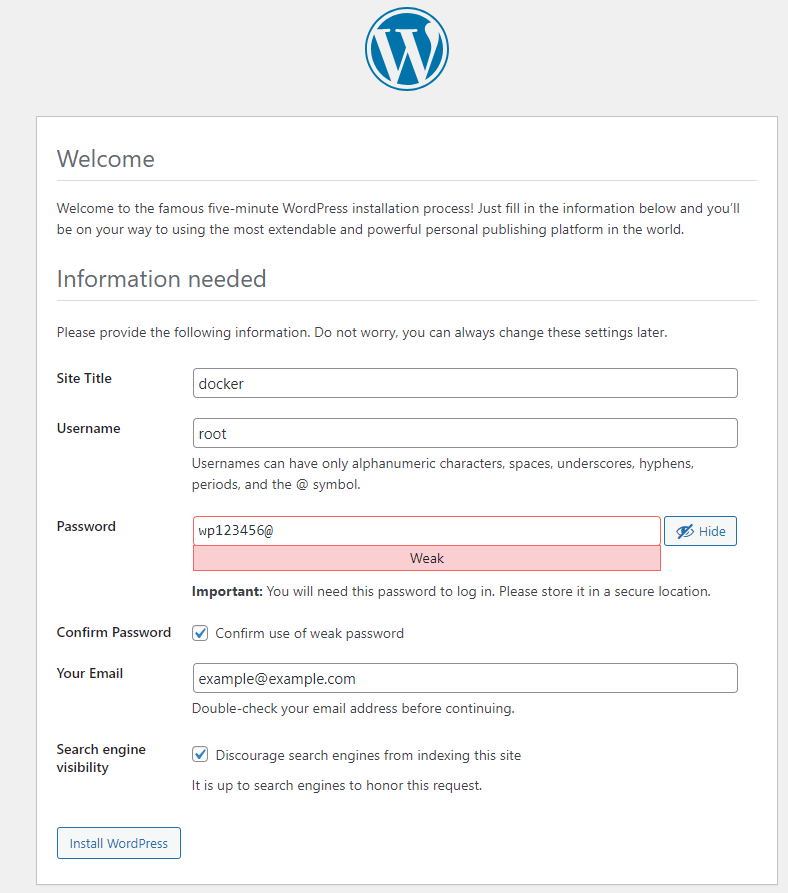 Welcome
Welcome to the famous five-minute WordPress installation process! Just fill in the information below and you’ll
be on your way to using the most extendable and powerful personal publishing platform in the world.
Information needed
Please provide the following information. Do not worry, you can always change these settings later.
Site Title
docker
Username
root
Usernames can have only alphanumeric characters, spaces, underscores, hyphens,
periods, and the @ symbol.
Password
wp123456@
Hide
Weak
Important: You will need this password to log in. Please store it in a secure location.
Confirm Password
Confirm use of weak password
Your Email
example@example.com
Double-check your email address before continuing.
Search engine
visibility
Discourage search engines from indexing this site
It is up to search engines to honor this request.
Install WordPress